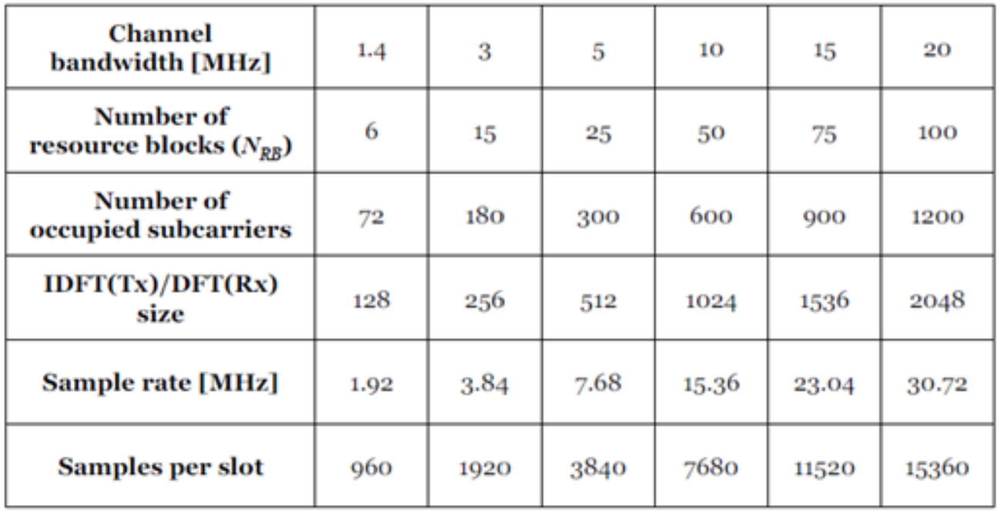 Channel
bandwidth [MHz] 1.4 3 5 10 15 20
Number of
resource blocks (N_RB) 6 15 25 50 75 100
Number of
occupied subcarriers 72 180 300 600 900 1200
IDFT(Tx)/DFT(Rx)
size 128 256 512 1024 1536 2048
Sample rate [MHz] 1.92 3.84 7.68 15.36 23.04 30.72
Samples per slot 960 1920 3840 7680 11520 15360